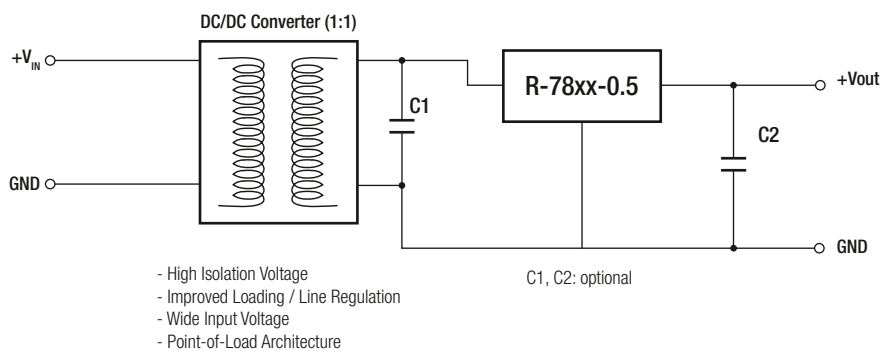 DC/DC Converter (1:1)
+VIN
GND
C1
R-78xx-0.5
+Vout
C2
GND
- High Isolation Voltage
- Improved Loading / Line Regulation
- Wide Input Voltage
- Point-of-Load Architecture
C1, C2: optional